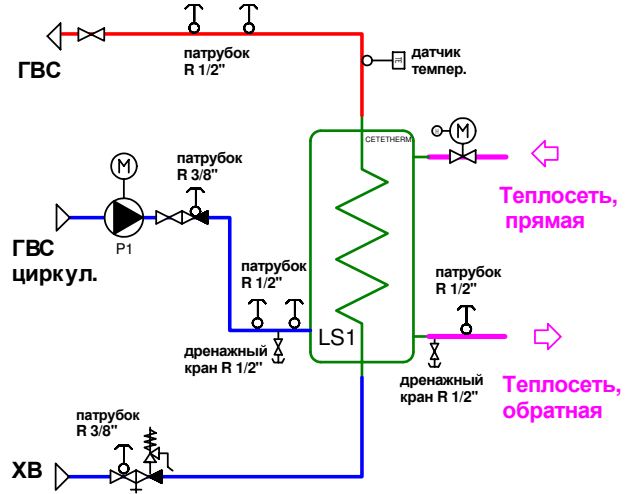 ГВС
патрубок
R 1/2"
датчик
темпер.
TE
CETETHERM
M
Теплосеть,
прямая
M
патрубок
R 3/8"
P1
ГВС
циркул.
патрубок
R 1/2"
LS1
дренажный
кран R 1/2"
патрубок
R 1/2"
дренажный
кран R 1/2"
Теплосеть,
обратная
патрубок
R 3/8"
ХВ